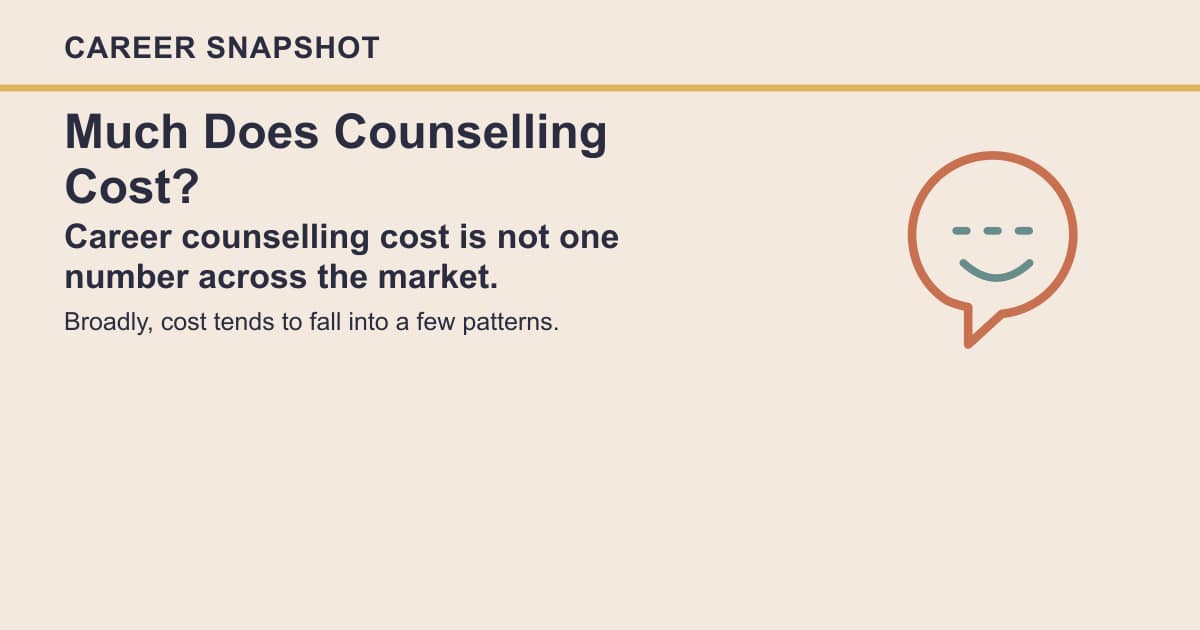 CAREER SNAPSHOT
Much Does Counselling
Cost?
Career counselling cost is not one
number across the market.
Broadly, cost tends to fall into a few patterns.